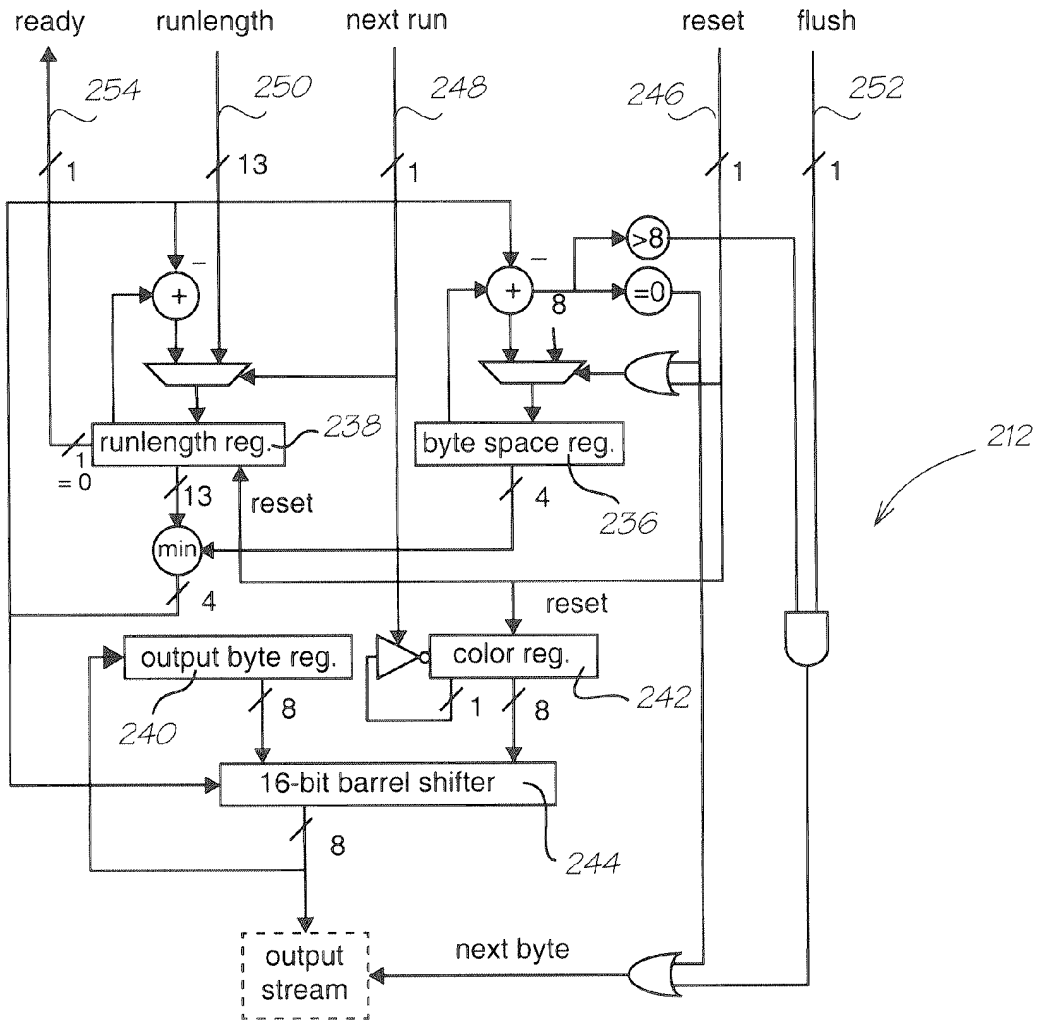 ready runlength next run reset flush
254 250 248 246 252
1 13 1 1 1
>8
− −
+ + =0
8
runlength reg. 238 byte space reg. 212
1
= 0
13 reset 4 236
min
4 reset
output byte reg. color reg.
240 8 1 8 242
16-bit barrel shifter
8 244
next byte
output
stream